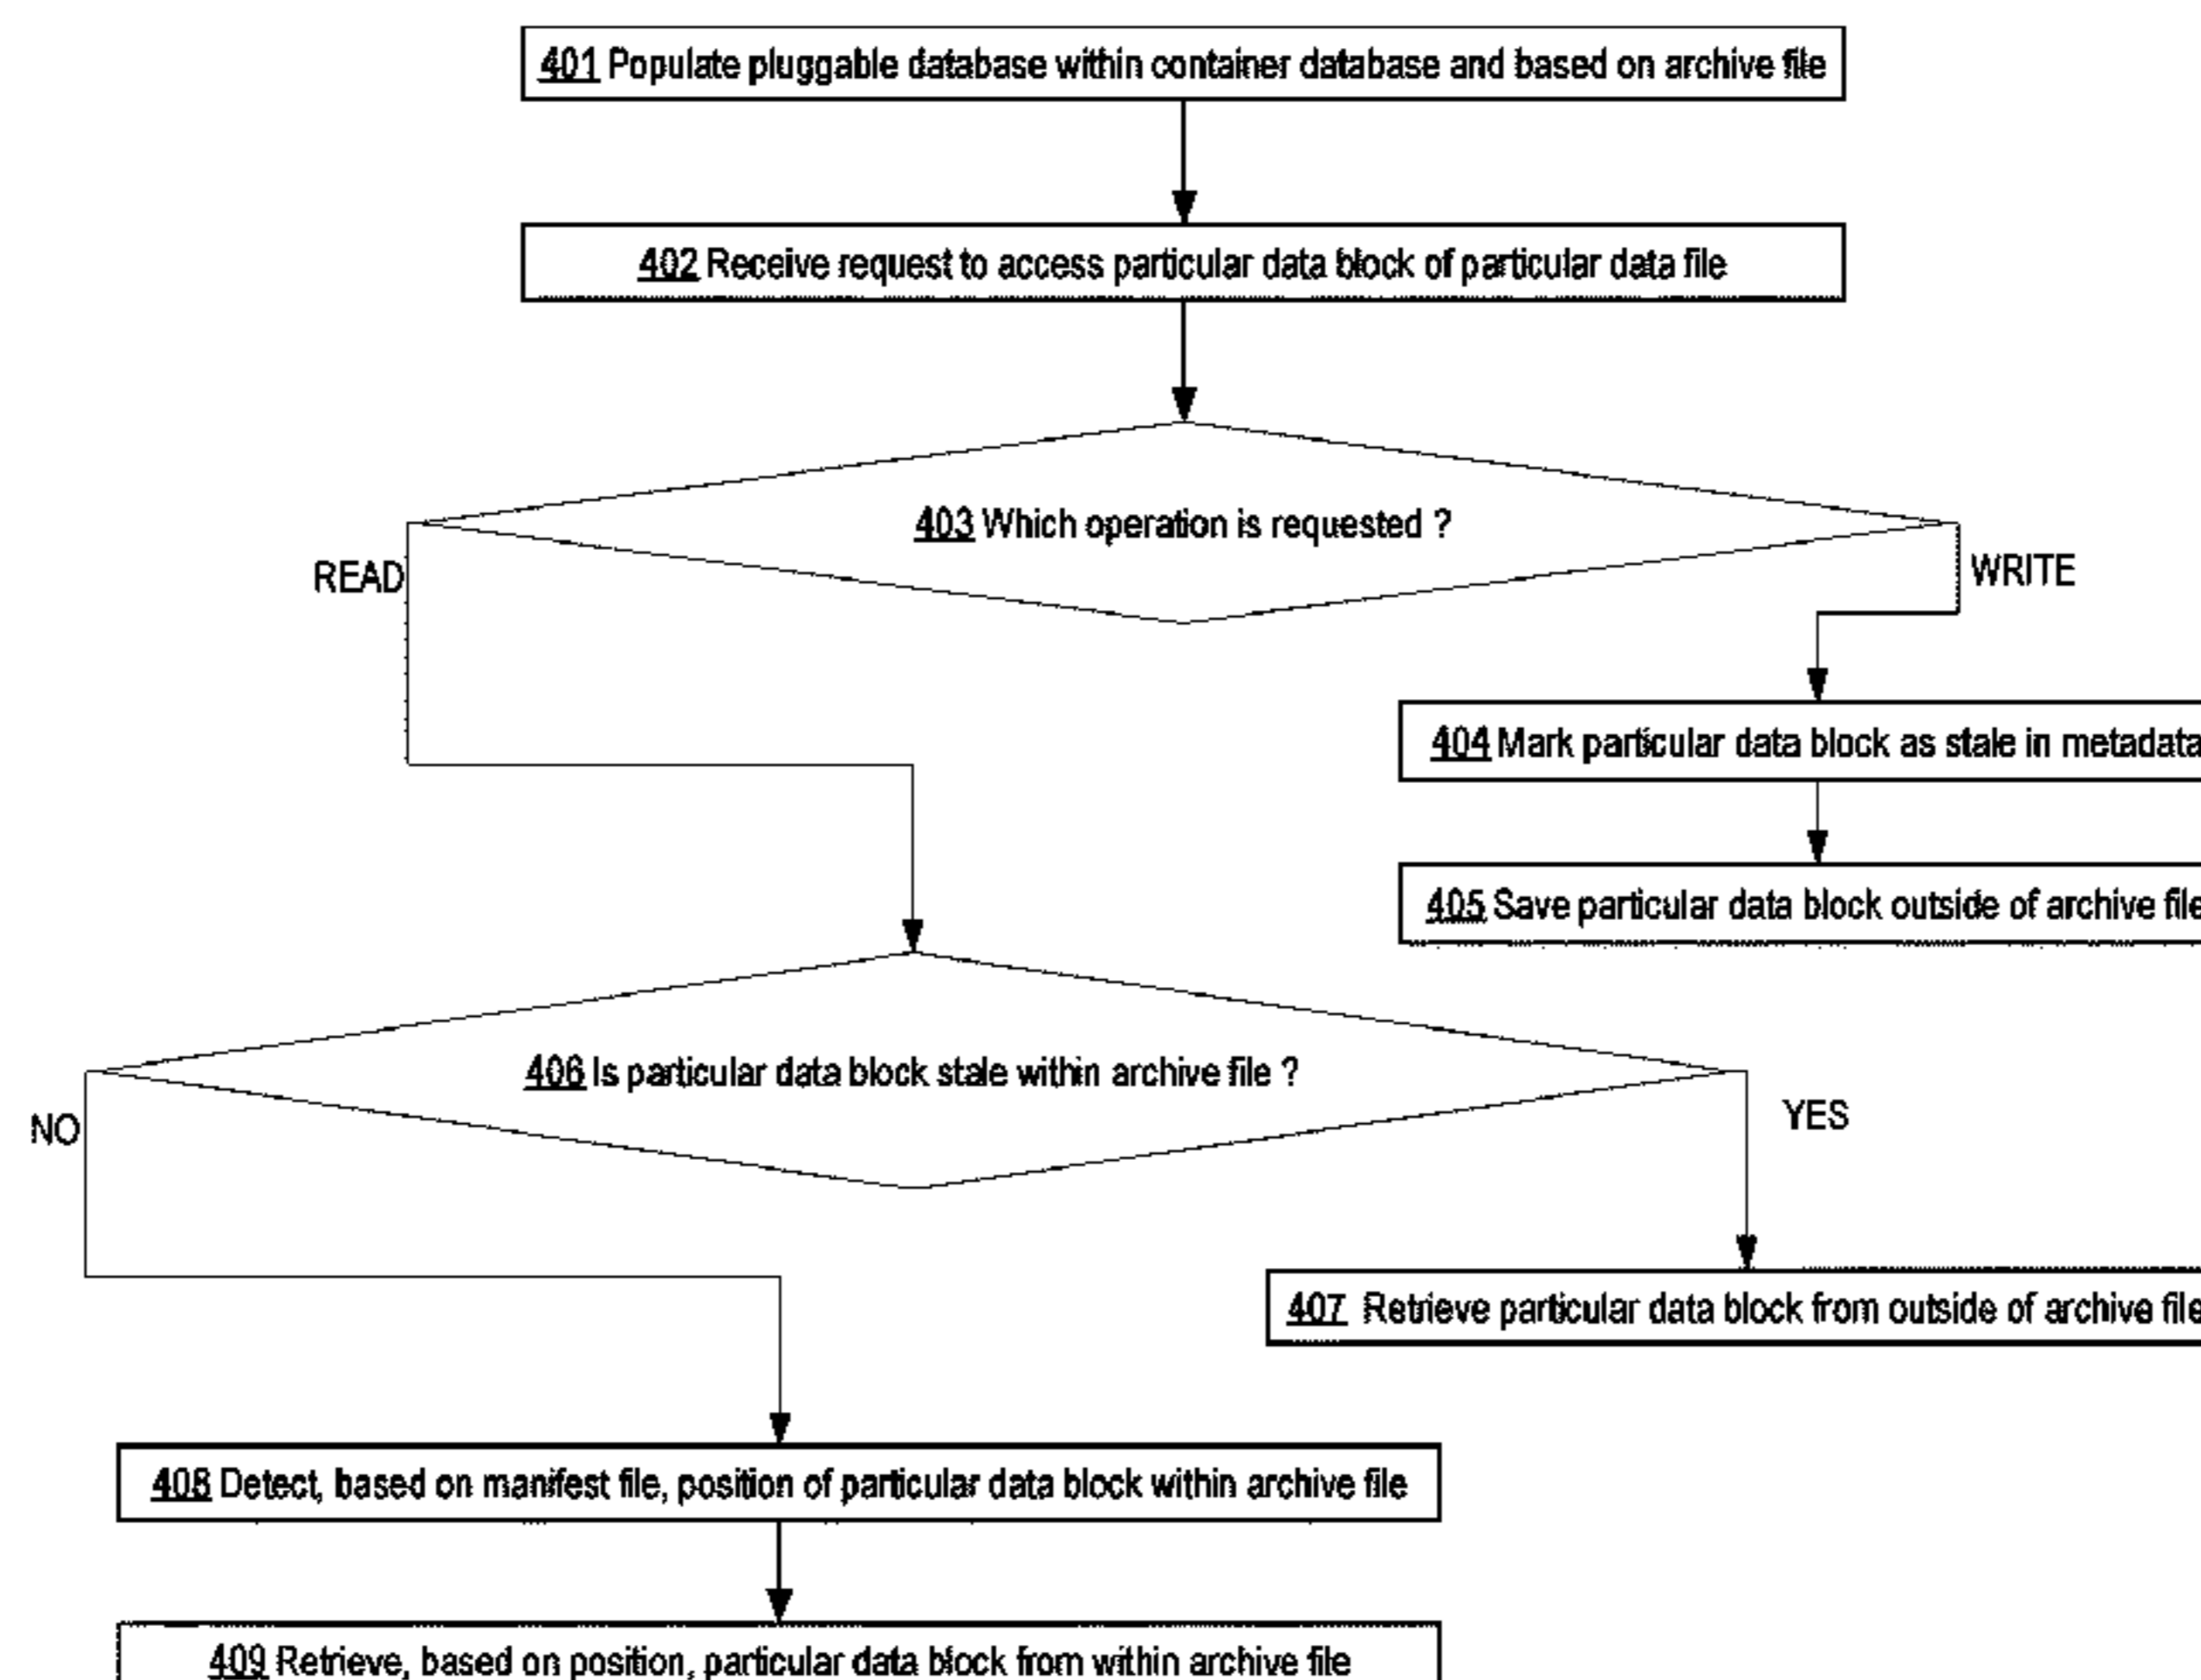 401 Populate pluggable database within container database and based on archive file
402 Receive request to access particular data block of particular data file
403 Which operation is requested ?
READ
WRITE
404 Mark particular data block as stale in metadata
405 Save particular data block outside of archive file
406 Is particular data block stale within archive file ?
NO
YES
407 Retrieve particular data block from outside of archive file
408 Detect, based on manifest file, position of particular data block within archive file
409 Retrieve, based on position, particular data block from within archive file